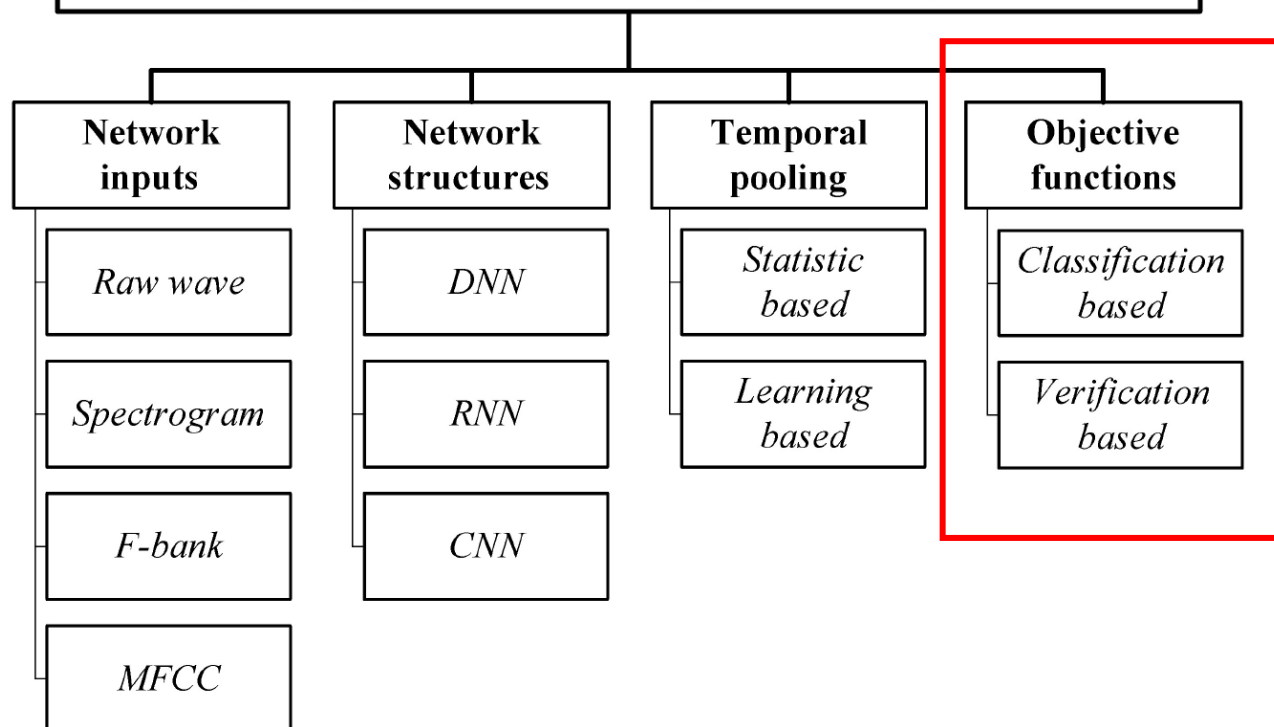 Network
inputs
Raw wave
Spectrogram
F-bank
MFCC
Network
structures
DNN
RNN
CNN
Temporal
pooling
Statistic
based
Learning
based
Objective
functions
Classification
based
Verification
based